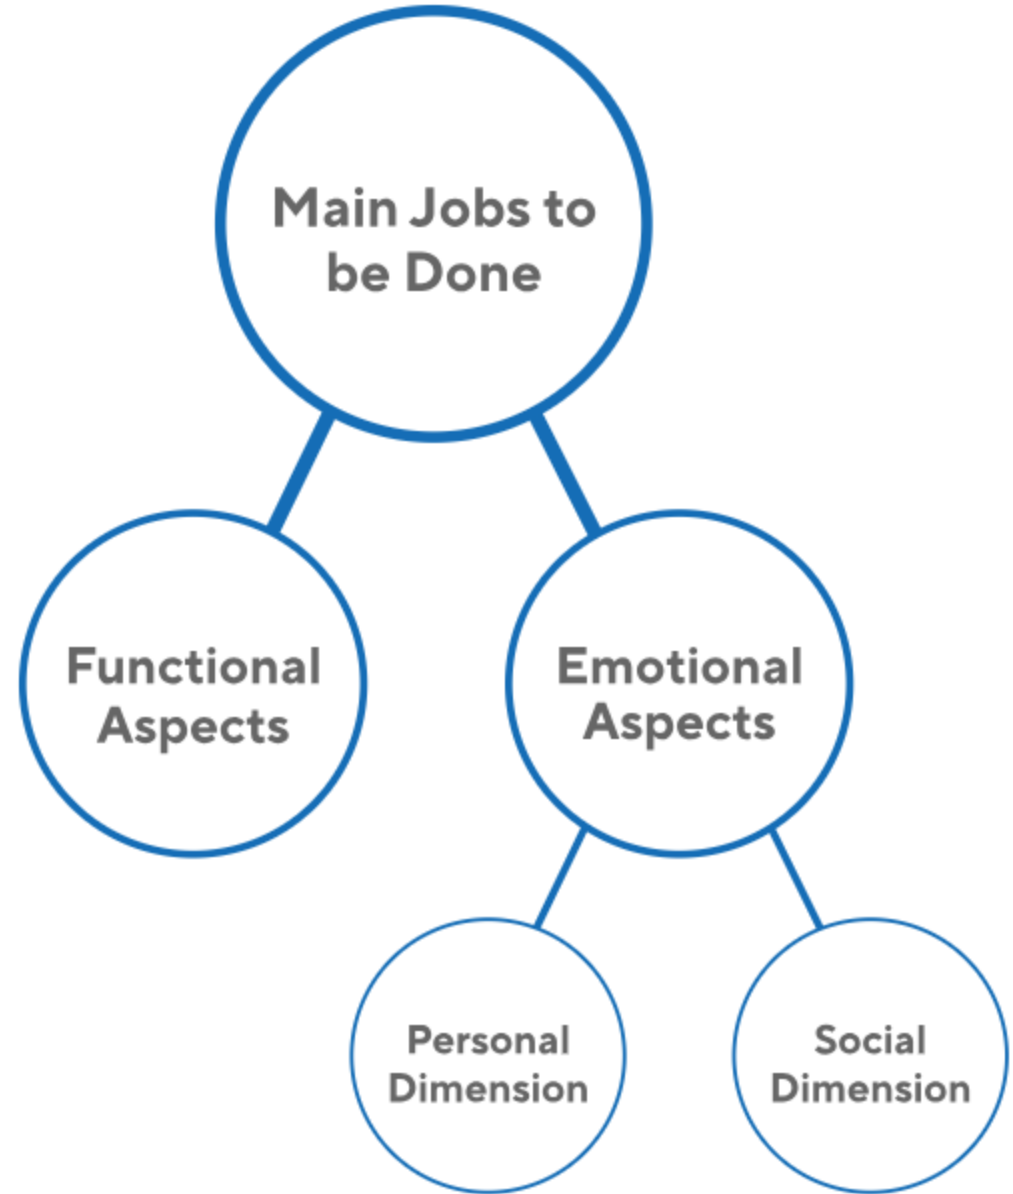 Main Jobs to
be Done
Functional
Aspects
Emotional
Aspects
Personal
Dimension
Social
Dimension